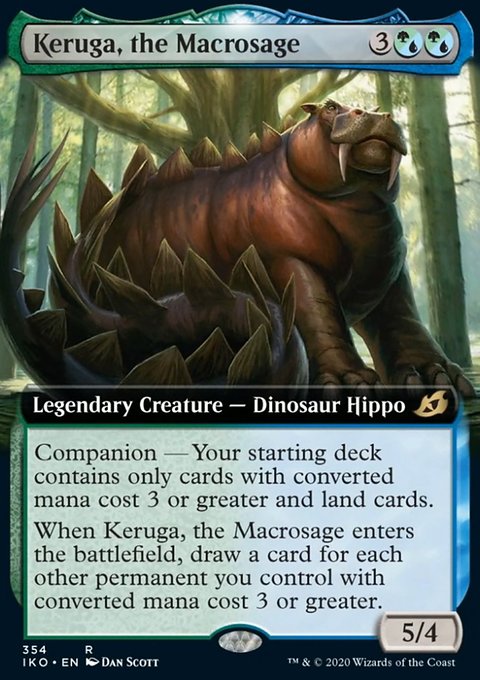 Keruga, the Macrosage 3
Legendary Creature — Dinosaur Hippo
Companion — Your starting deck
contains only cards with converted
mana cost 3 or greater and land cards.
When Keruga, the Macrosage enters
the battlefield, draw a card for each
other permanent you control with
converted mana cost 3 or greater.
5/4
354 R
IKO • EN Dan Scott
™ & © 2020 Wizards of the Coast